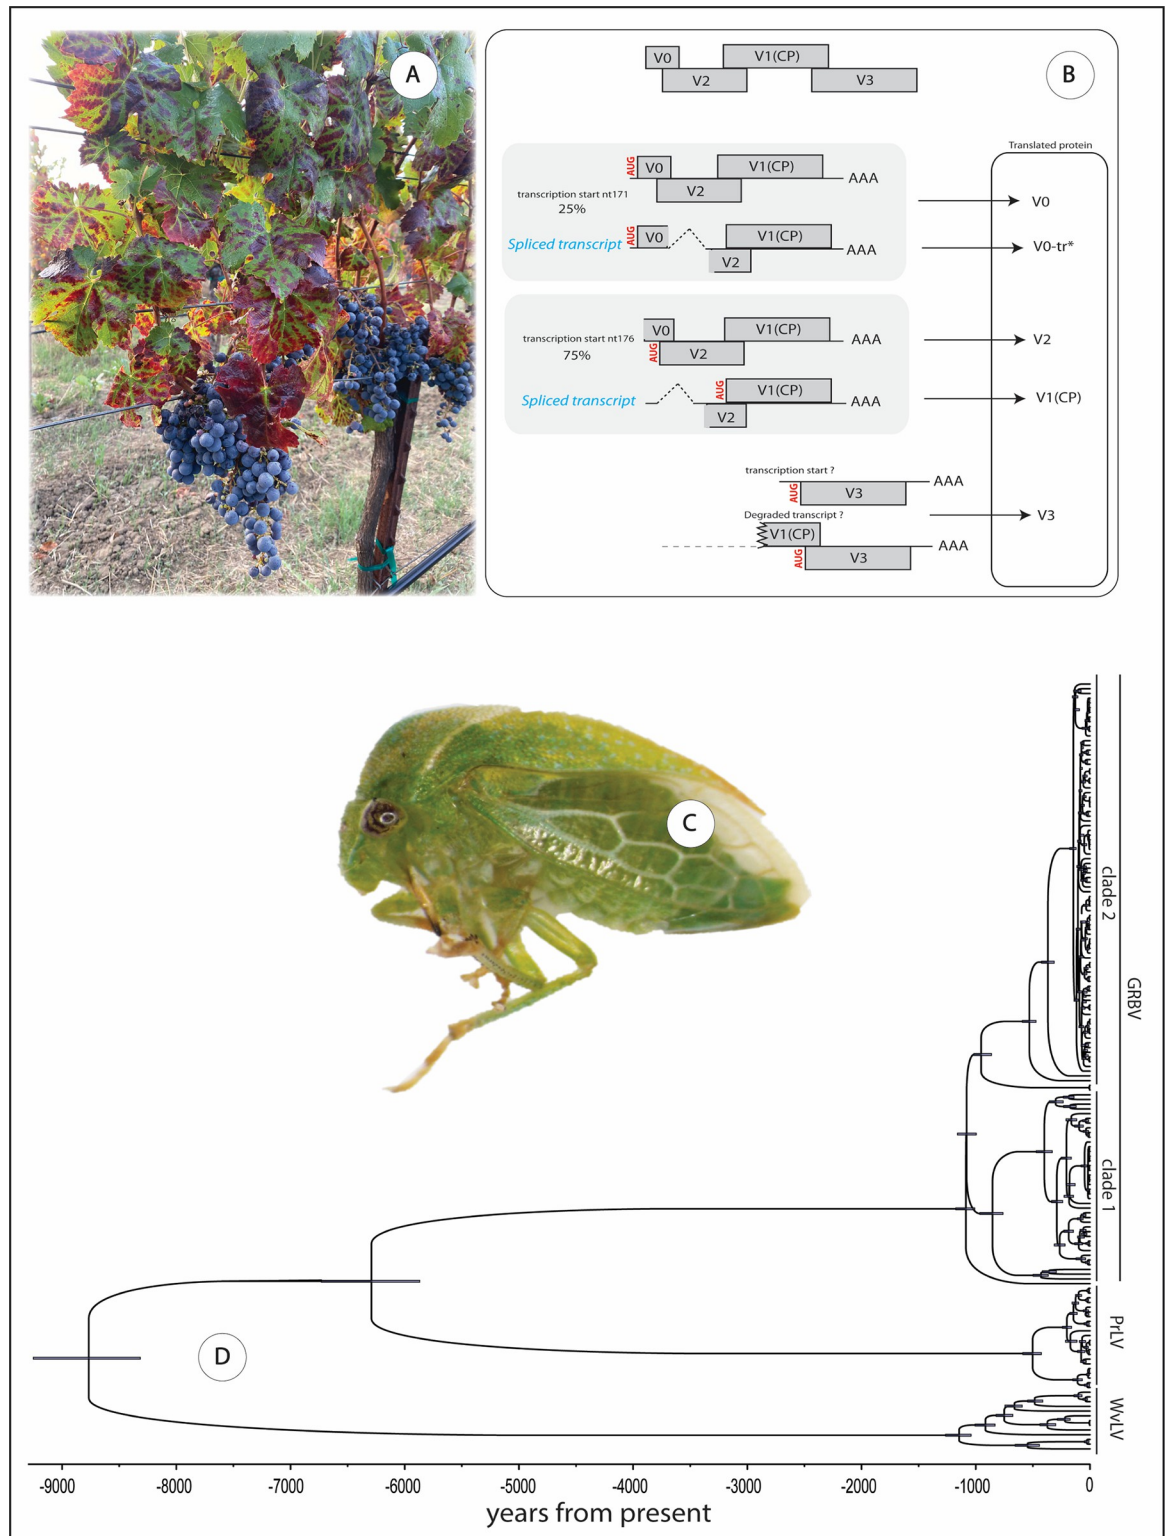 A
B
V0
V1(CP)
V2
V3
Translated protein
AUG
V0
V1(CP)
AAA
V2
transcription start nt171
25%
V0
Spliced transcript
AUG
V0
V1(CP)
AAA
V2
V0-tr*
transcription start nt176
75%
V0
V1(CP)
AAA
AUG
V2
V2
Spliced transcript
AUG
V1(CP)
AAA
V2
V1(CP)
transcription start ?
AAA
AUG
V3
V3
Degraded transcript ?
V1(CP)
AAA
AUG
V3
C
clade 2
GRBV
clade 1
PrLV
WvLV
D
-9000 -8000 -7000 -6000 -5000 -4000 -3000 -2000 -1000 0
years from present